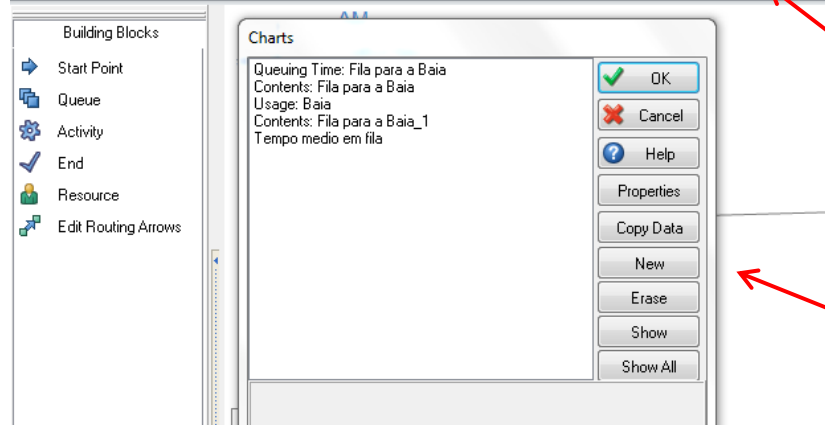 AM
Building Blocks
Start Point
Queue
Activity
End
Resource
Edit Routing Arrows
Charts
Queuing Time: Fila para a Baia
Contents: Fila para a Baia
Usage: Baia
Contents: Fila para a Baia_1
Tempo medio em fila
OK
Cancel
Help
Properties
Copy Data
New
Erase
Show
Show All